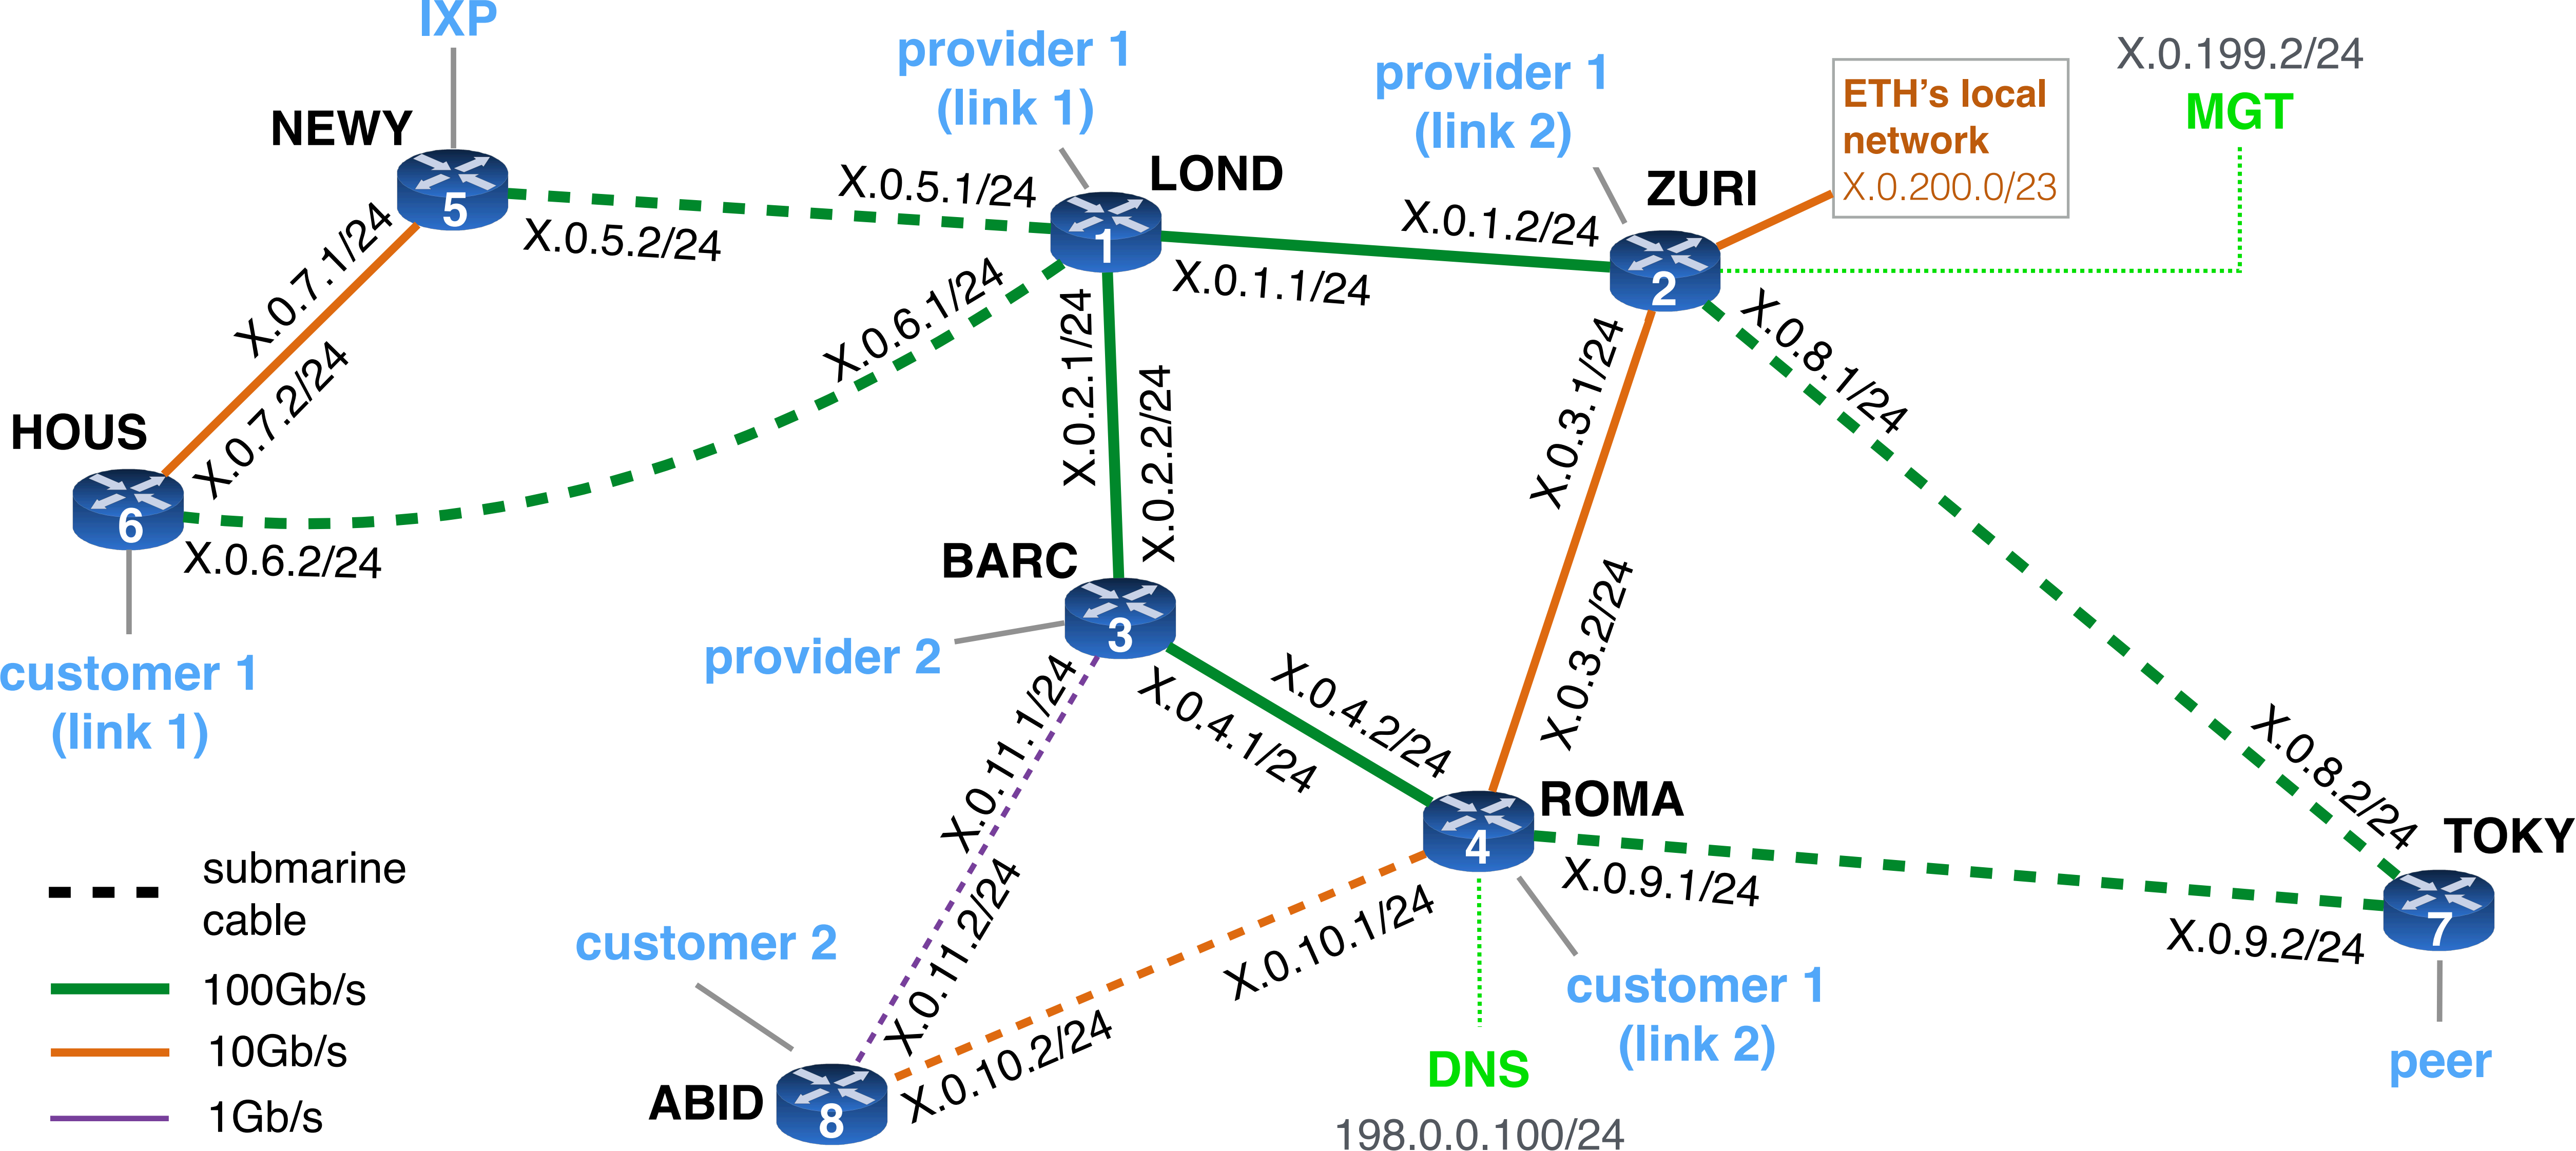 IXP
NEWY
5
provider 1
(link 1)
LOND
1
provider 1
(link 2)
ZURI
2
ETH's local
network
X.0.200.0/23
X.0.199.2/24
MGT
X.0.5.1/24
X.0.5.2/24
X.0.1.2/24
X.0.1.1/24
X.0.7.1/24
X.0.7.2/24
X.0.6.1/24
X.0.6.2/24
X.0.2.1/24
X.0.2.2/24
X.0.3.1/24
X.0.3.2/24
X.0.8.1/24
X.0.8.2/24
HOUS
6
customer 1
(link 1)
BARC
3
provider 2
X.0.4.2/24
X.0.4.1/24
X.0.11.1/24
X.0.11.2/24
ROMA
4
X.0.9.1/24
X.0.9.2/24
TOKY
7
peer
X.0.10.1/24
X.0.10.2/24
customer 1
(link 2)
customer 2
ABID
8
DNS
198.0.0.100/24
submarine
cable
100Gb/s
10Gb/s
1Gb/s